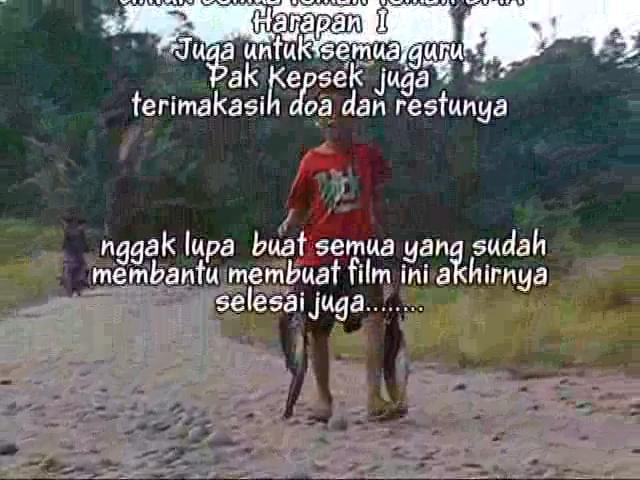 Harapan 1
Juga untuk semua guru
Pak Kepsek juga
terimakasih doa dan restunya
nggak lupa buat semua yang sudah
membantu membuat film ini akhirnya
selesai juga........